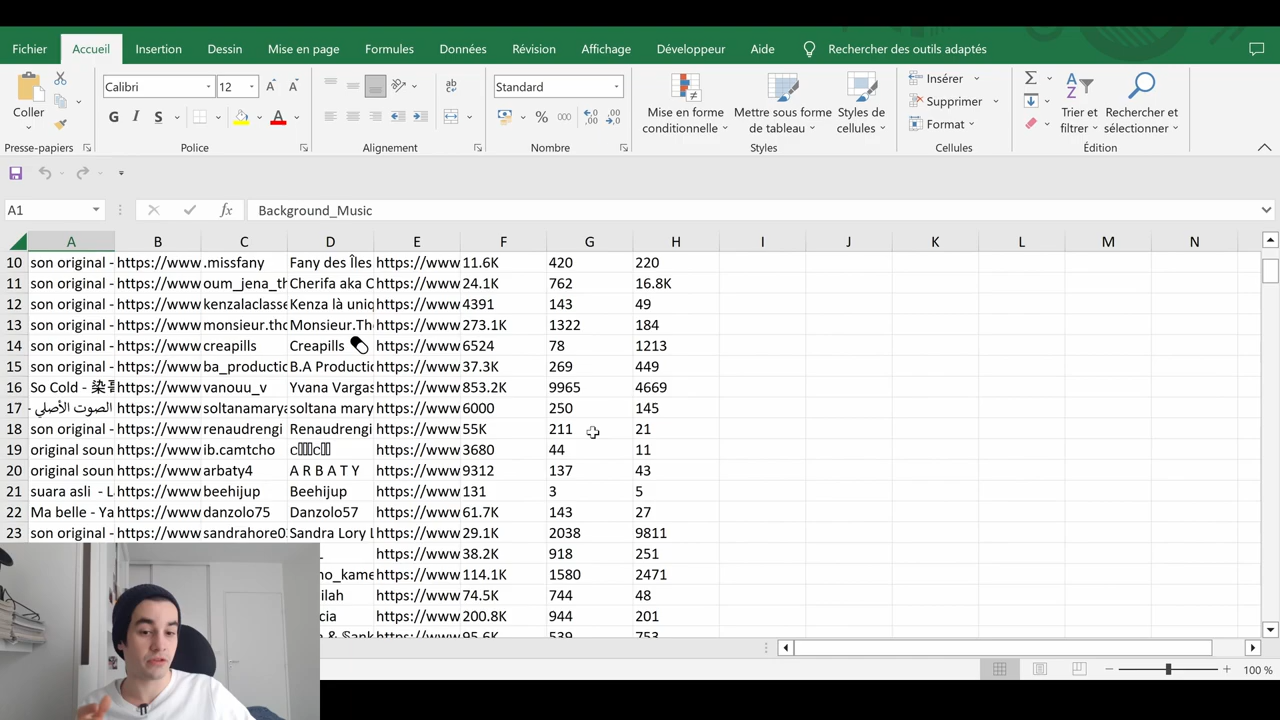 Fichier Accueil Insertion Dessin Mise en page Formules Données Révision Affichage Développeur Aide Rechercher des outils adaptés
Coller
Presse-papiers
Calibri 12
G I S
Police
ab
Alignement
Standard
% 000
Nombre
Mise en forme conditionnelle
Mettre sous forme de tableau
Styles de cellules
Styles
Insérer
Supprimer
Format
Cellules
Trier et filtrer
Rechercher et sélectionner
Édition
A1 fx Background_Music
A B C D E F G H I J K L M N
10 son original - https://www .missfany Fany des Îles https://www 11.6K 420 220
11 son original - https://www oum_jena_th Cherifa aka C https://www 24.1K 762 16.8K
12 son original - https://www kenzalaclasse Kenza là uniq https://www 4391 143 49
13 son original - https://www monsieur.tho Monsieur.The https://www 273.1K 1322 184
14 son original - https://www creapills Creapills 💊 https://www 6524 78 1213
15 son original - https://www ba_productic B.A Productic https://www 37.3K 269 449
16 So Cold - https://www vanouu_v Yvana Vargas https://www 853.2K 9965 4669
17 الصوت الأصلي - https://www soltanamarya soltana mary https://www 6000 250 145
18 son original - https://www renaudrengi Renaudrengi https://www 55K 211 21
19 original soun https://www ib.camtcho https://www 3680 44 11
20 original soun https://www arbaty4 A R B A T Y https://www 9312 137 43
21 suara asli - L https://www beehijup Beehijup https://www 131 3 5
22 Ma belle - Ya https://www danzolo75 Danzolo57 https://www 61.7K 143 27
23 son original - https://www sandrahore0 Sandra Lory L https://www 29.1K 2038 9811
https://www 38.2K 918 251
o_kame https://www 114.1K 1580 2471
ilah https://www 74.5K 744 48
cia https://www 200.8K 944 201
https://www 95.6K 539 753
100 %